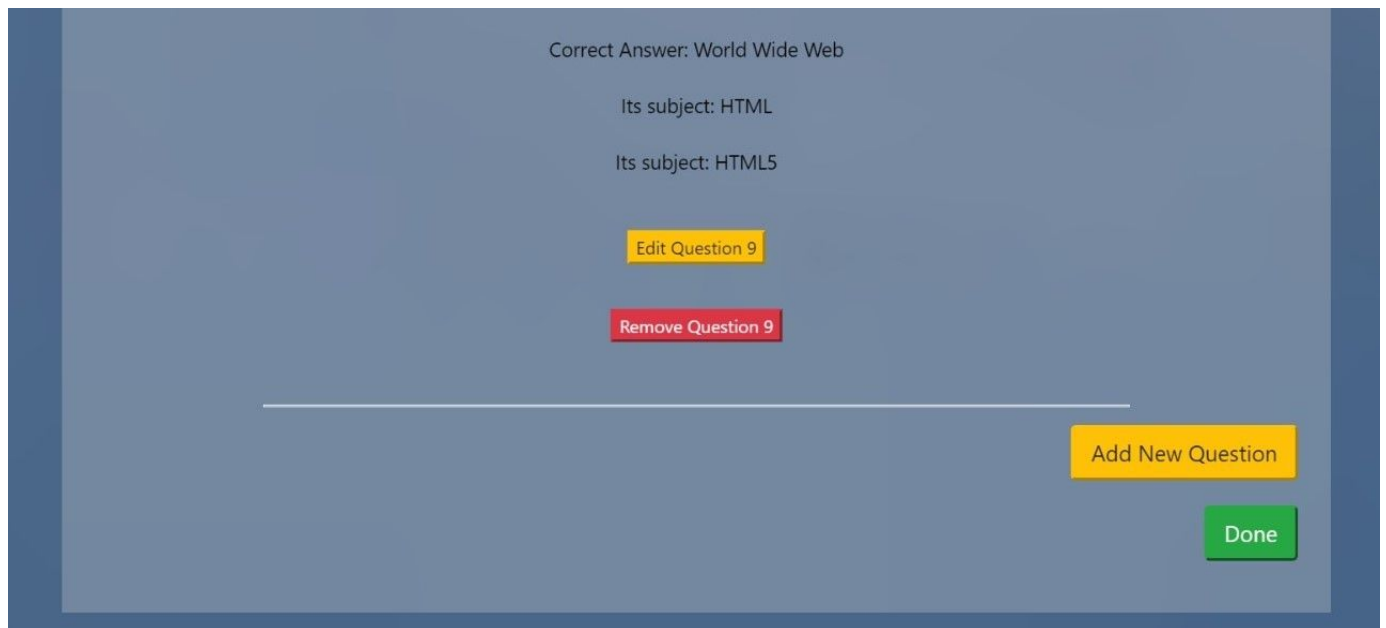 Correct Answer: World Wide Web
Its subject: HTML
Its subject: HTML5
Edit Question 9
Remove Question 9
Add New Question
Done